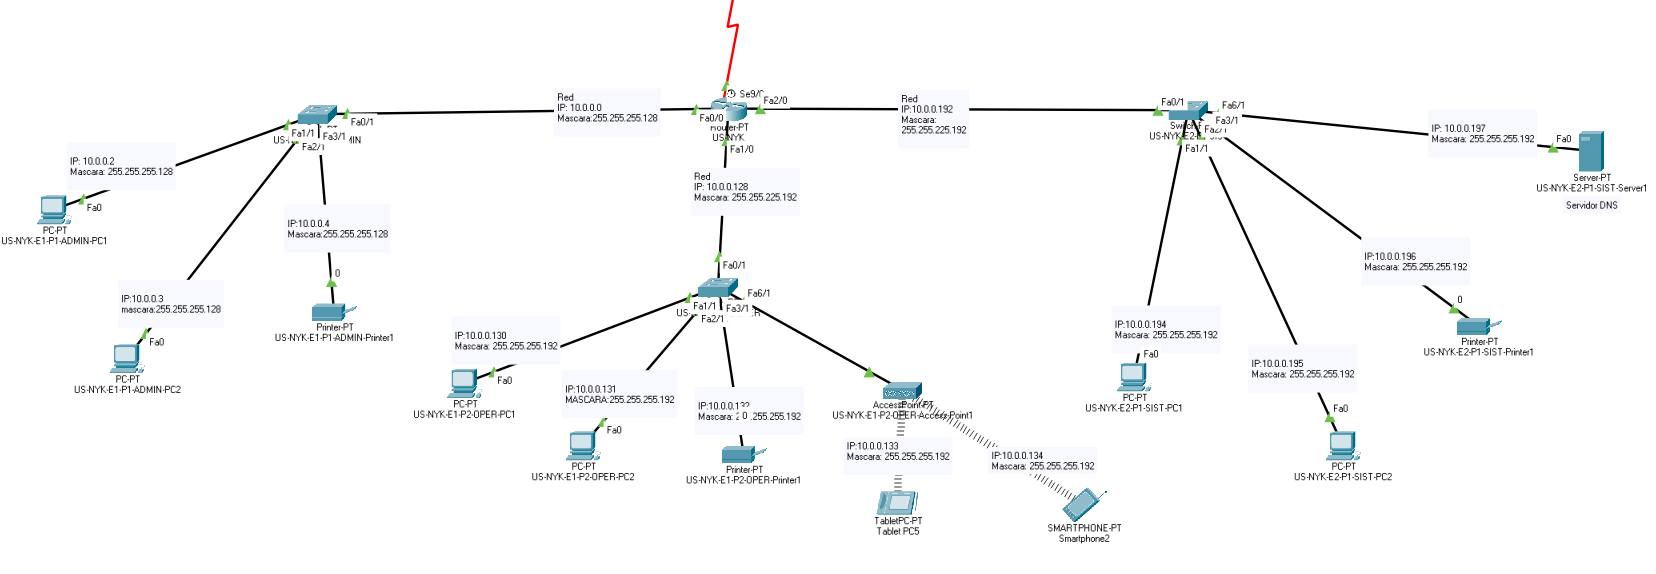 Se9/0
Fa2/0
Fa0/0
Router-PT
US-NYK
Fa1/0
Red
IP: 10.0.0.0
Mascara:255.255.255.128
Red
IP:10.0.0.192
Mascara:
255.255.225.192
Red
IP: 10.0.0.128
Mascara: 255.255.225.192
Fa0/1
Fa1/1
Fa3/1
Fa2/1
IP: 10.0.0.2
Mascara: 255.255.255.128
Fa0
PC-PT
US-NYK-E1-P1-ADMIN-PC1
IP:10.0.0.3
mascara:255.255.255.128
Fa0
PC-PT
US-NYK-E1-P1-ADMIN-PC2
IP:10.0.0.4
Mascara:255.255.255.128
0
Printer-PT
US-NYK-E1-P1-ADMIN-Printer1
Fa0/1
Fa6/1
Fa1/1
Fa3/1
Fa2/1
IP:10.0.0.130
Mascara: 255.255.255.192
Fa0
PC-PT
US-NYK-E1-P2-OPER-PC1
IP:10.0.0.131
MASCARA:255.255.255.192
Fa0
PC-PT
US-NYK-E1-P2-OPER-PC2
IP:10.0.0.132
Mascara:
0
.255.255.192
Printer-PT
US-NYK-E1-P2-OPER-Printer1
AccessPoint-PT
US-NYK-E1-P2-OPER-Access-Point1
IP:10.0.0.133
Mascara: 255.255.255.192
TabletPC-PT
Tablet PC5
IP:10.0.0.134
Mascara: 255.255.255.192
SMARTPHONE-PT
Smartphone2
Fa0/1
Fa6/1
Fa3/1
Fa2/1
Fa1/1
IP:10.0.0.197
Mascara: 255.255.255.192
Fa0
Server-PT
US-NYK-E2-P1-SIST-Server1
Servidor DNS
IP:10.0.0.196
Mascara: 255.255.255.192
0
Printer-PT
US-NYK-E2-P1-SIST-Printer1
IP:10.0.0.194
Mascara: 255.255.255.192
Fa0
PC-PT
US-NYK-E2-P1-SIST-PC1
IP:10.0.0.195
Mascara: 255.255.255.192
Fa0
PC-PT
US-NYK-E2-P1-SIST-PC2